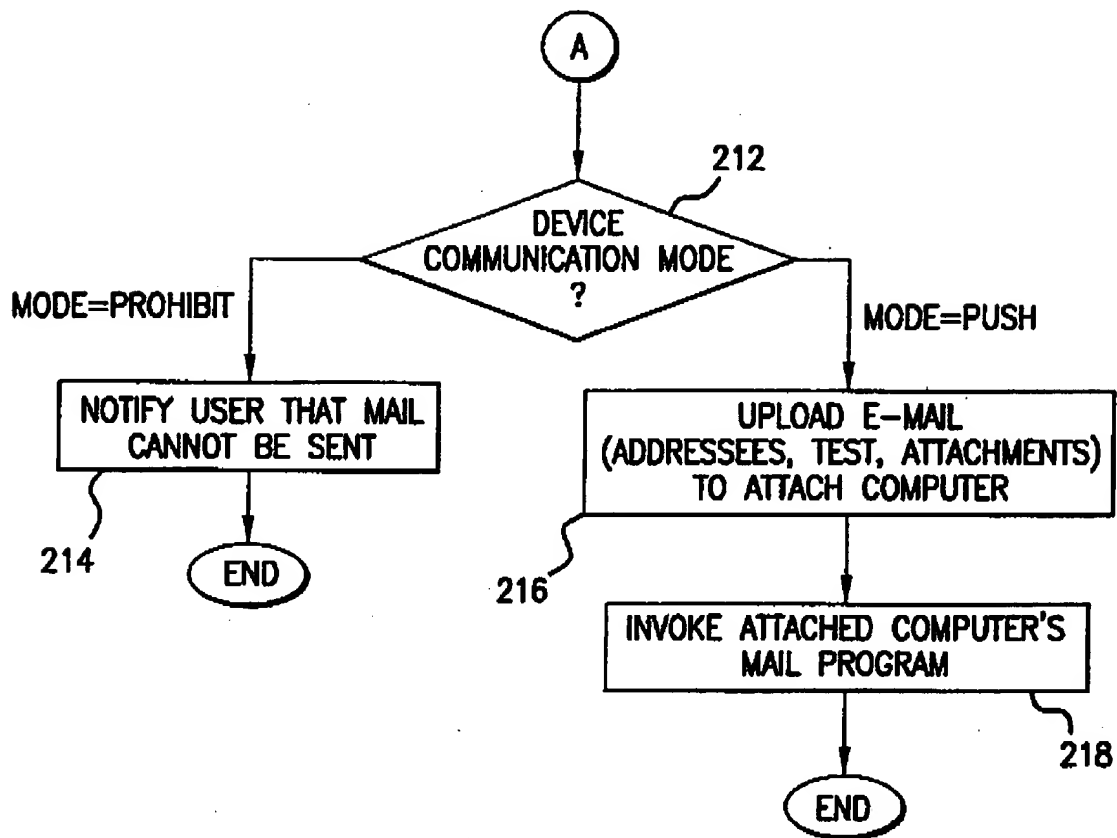 A
212
DEVICE
COMMUNICATION MODE
?
MODE=PROHIBIT
MODE=PUSH
NOTIFY USER THAT MAIL
CANNOT BE SENT
214
END
UPLOAD E-MAIL
(ADDRESSEES, TEST, ATTACHMENTS)
TO ATTACH COMPUTER
216
INVOKE ATTACHED COMPUTER'S
MAIL PROGRAM
218
END